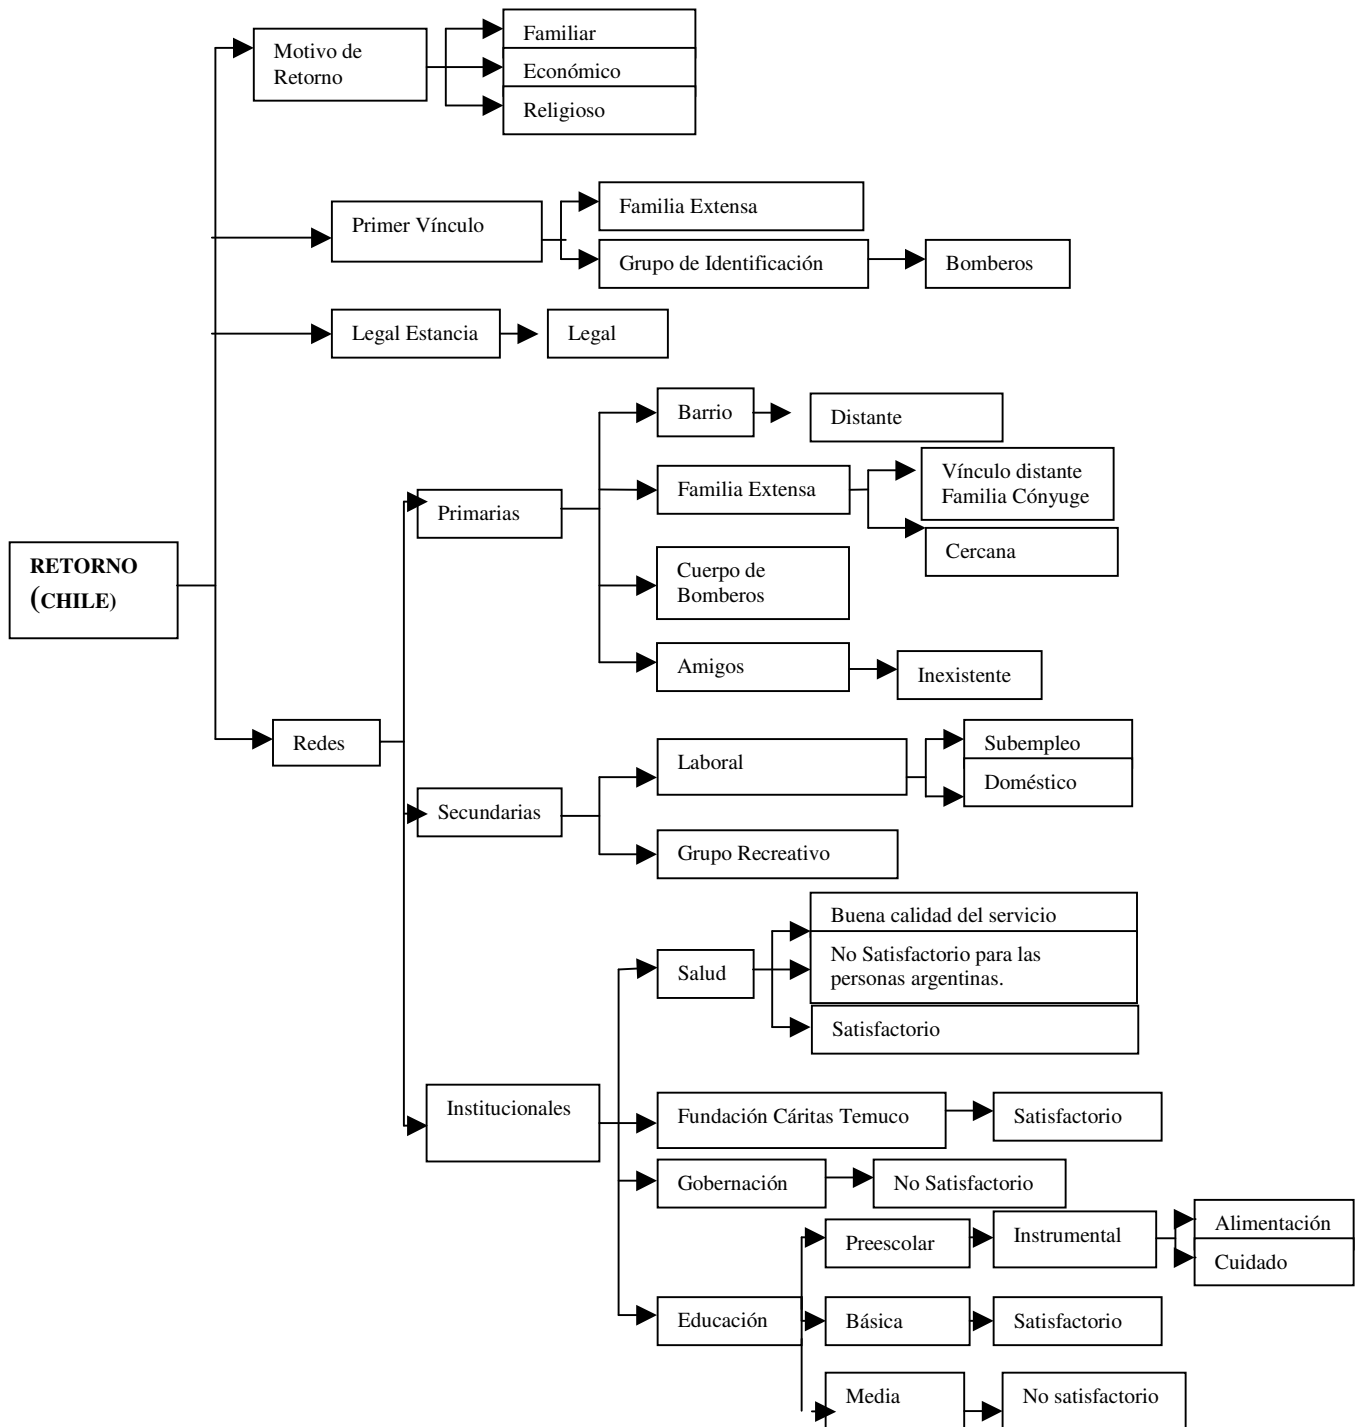 Familiar
Motivo de
Retorno
Económico
Religioso
Familia Extensa
Primer Vínculo
Grupo de Identificación
Bomberos
Legal Estancia
Legal
Barrio
Distante
Familia Extensa
Vínculo distante
Familia Cónyuge
Primarias
Cercana
RETORNO
(CHILE)
Cuerpo de
Bomberos
Amigos
Inexistente
Redes
Laboral
Subempleo
Doméstico
Secundarias
Grupo Recreativo
Buena calidad del servicio
Salud
No Satisfactorio para las
personas argentinas.
Satisfactorio
Institucionales
Fundación Cáritas Temuco
Satisfactorio
Gobernación
No Satisfactorio
Preescolar
Instrumental
Alimentación
Cuidado
Educación
Básica
Satisfactorio
Media
No satisfactorio